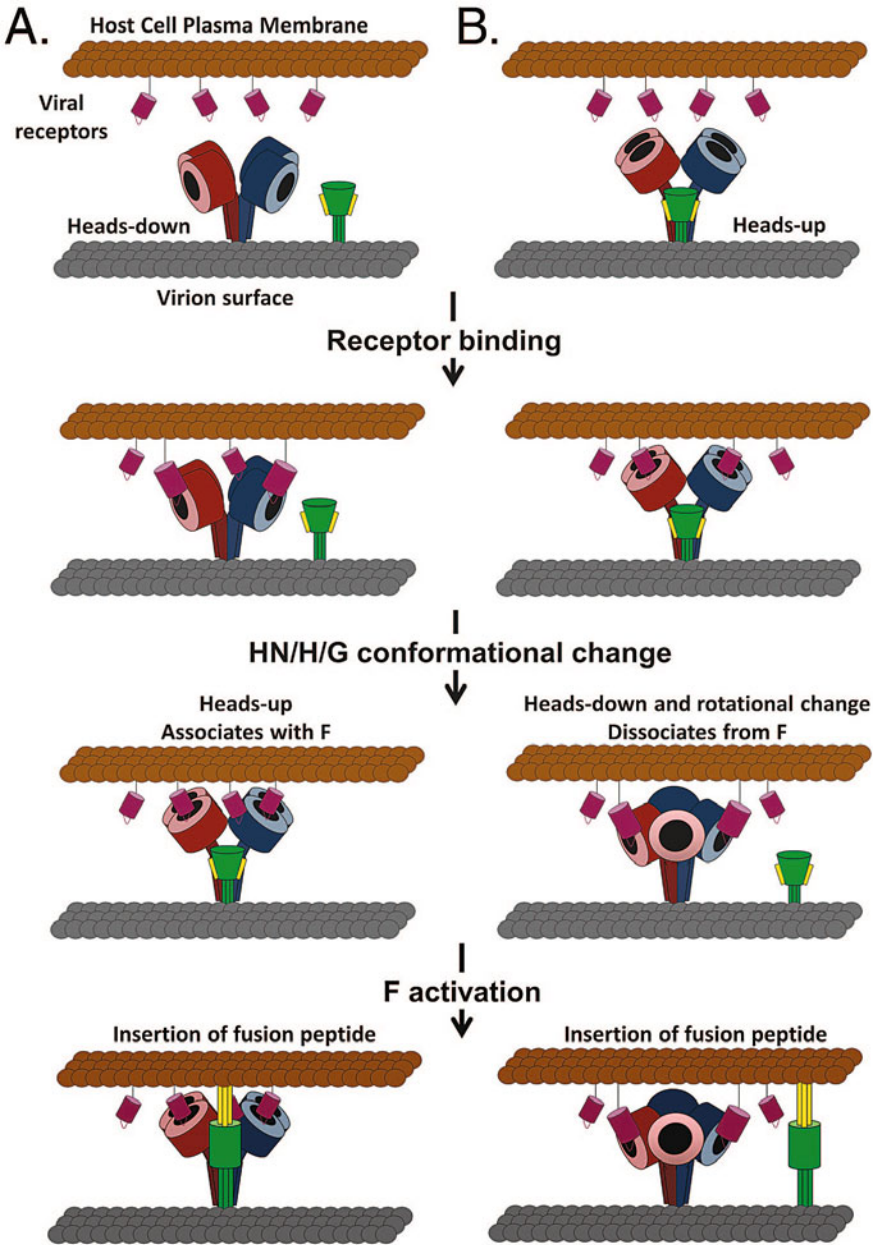 A.
Host Cell Plasma Membrane
B.
Viral
receptors
Heads-down
Heads-up
Virion surface
Receptor binding
HN/H/G conformational change
Heads-up
Associates with F
Heads-down and rotational change
Dissociates from F
F activation
Insertion of fusion peptide
Insertion of fusion peptide